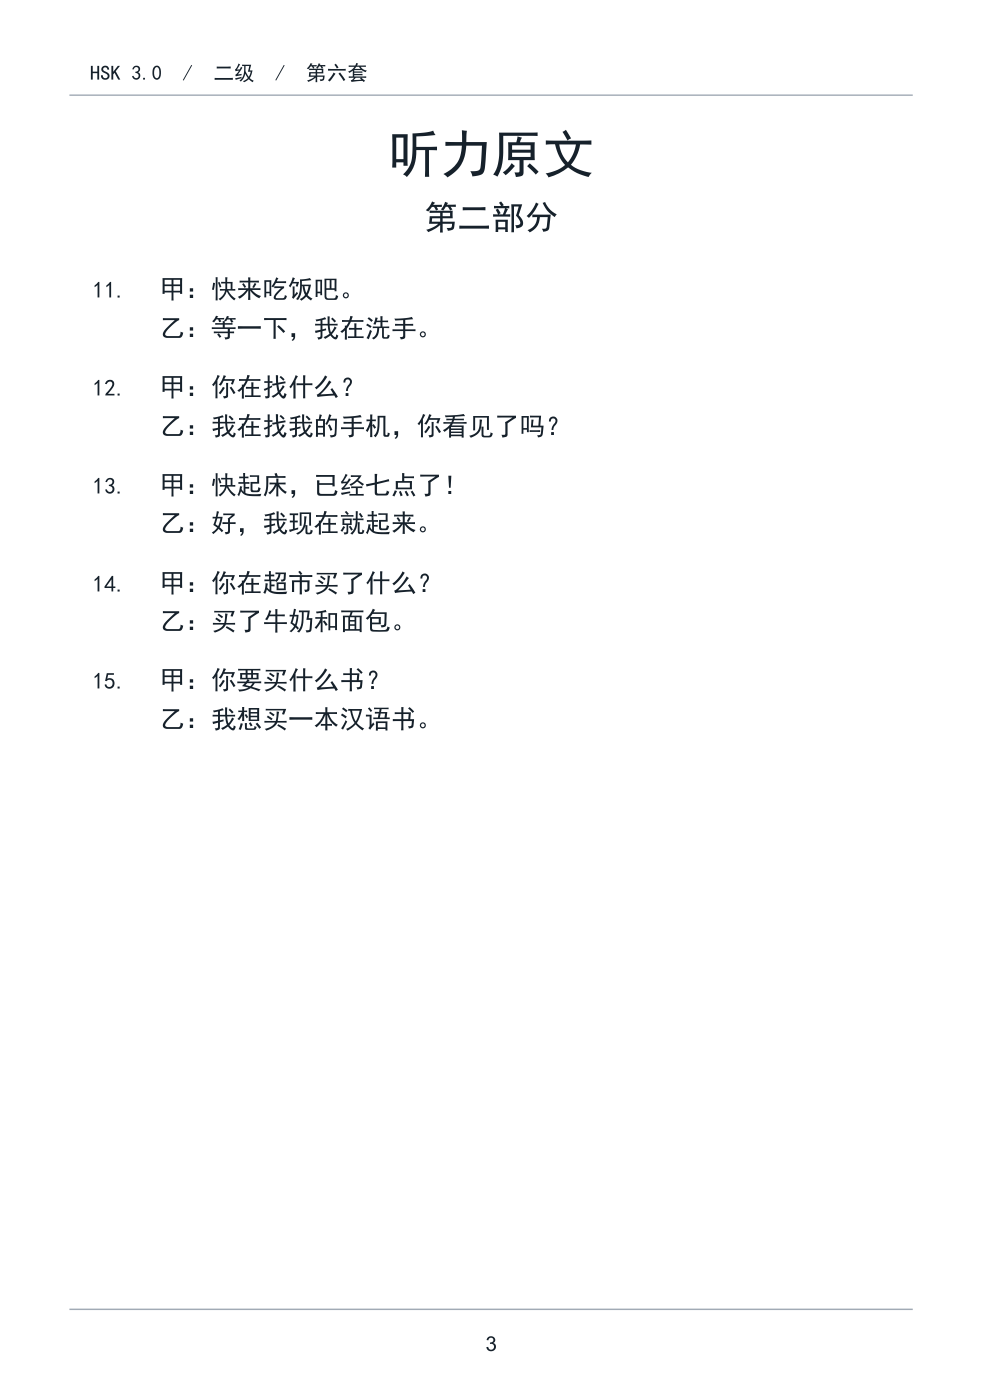 HSK 3.0 / 二级 / 第六套
听力原文
第二部分
11. 甲：快来吃饭吧。
乙：等一下，我在洗手。
12. 甲：你在找什么？
乙：我在找我的手机，你看见了吗？
13. 甲：快起床，已经七点了！
乙：好，我现在就起来。
14. 甲：你在超市买了什么？
乙：买了牛奶和面包。
15. 甲：你要买什么书？
乙：我想买一本汉语书。
3